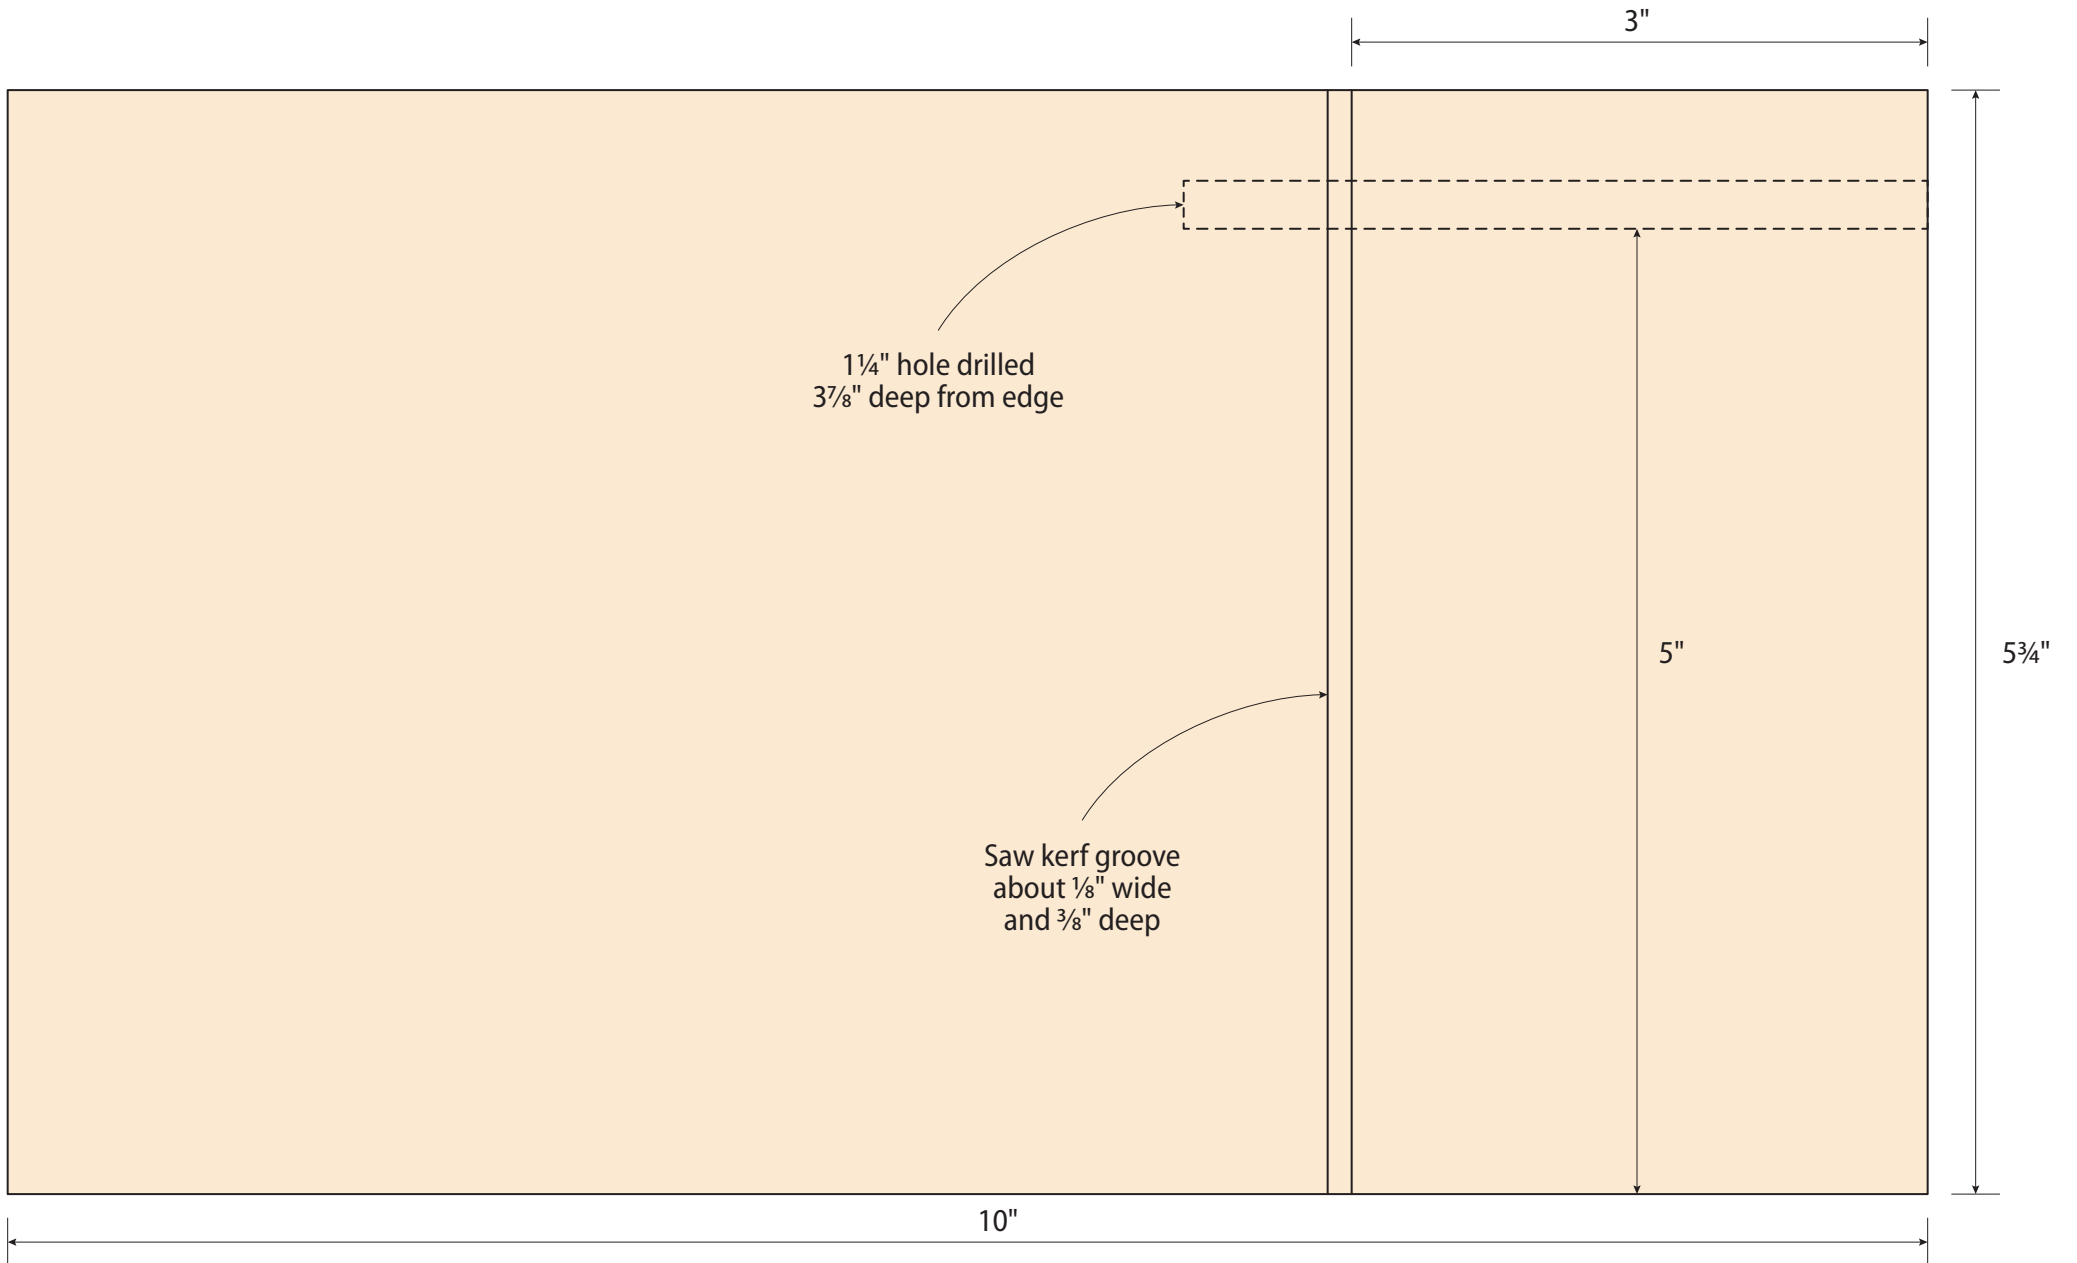 3"
1¼" hole drilled
3⅞" deep from edge
5"
5¾"
Saw kerf groove
about ⅛" wide
and ⅜" deep
10"